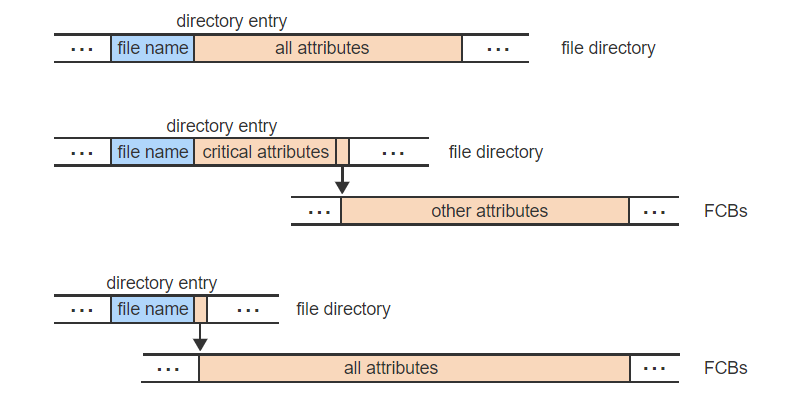 directory entry
... file name all attributes ... file directory
directory entry
... file name critical attributes ... file directory
... other attributes ... FCBs
directory entry
... file name ... file directory
... all attributes ... FCBs